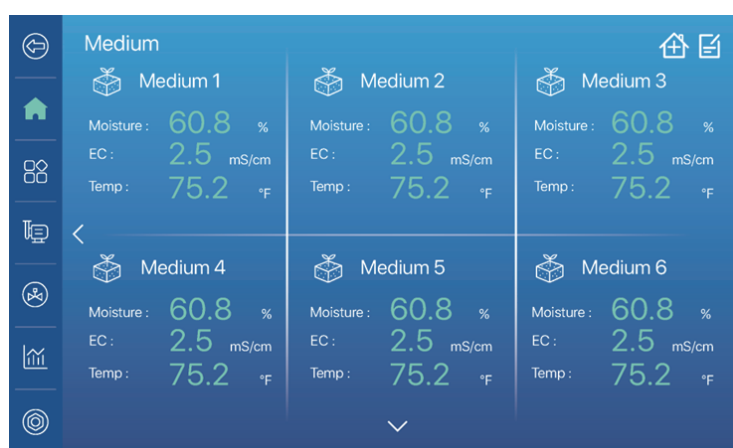 Medium
Medium 1
Moisture : 60.8 %
EC : 2.5 mS/cm
Temp : 75.2 °F
Medium 2
Moisture : 60.8 %
EC : 2.5 mS/cm
Temp : 75.2 °F
Medium 3
Moisture : 60.8 %
EC : 2.5 mS/cm
Temp : 75.2 °F
Medium 4
Moisture : 60.8 %
EC : 2.5 mS/cm
Temp : 75.2 °F
Medium 5
Moisture : 60.8 %
EC : 2.5 mS/cm
Temp : 75.2 °F
Medium 6
Moisture : 60.8 %
EC : 2.5 mS/cm
Temp : 75.2 °F